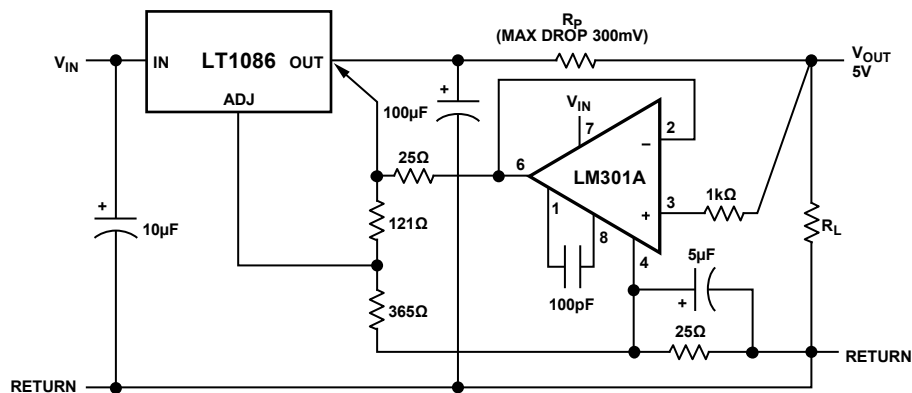 R_P
(MAX DROP 300mV)
V_IN
IN
LT1086
OUT
ADJ
V_OUT
5V
+
100µF
V_IN
7
2
−
25Ω
6
LM301A
1kΩ
3
+
R_L
+
10µF
121Ω
1
8
4
5µF
+
100pF
365Ω
25Ω
RETURN
RETURN